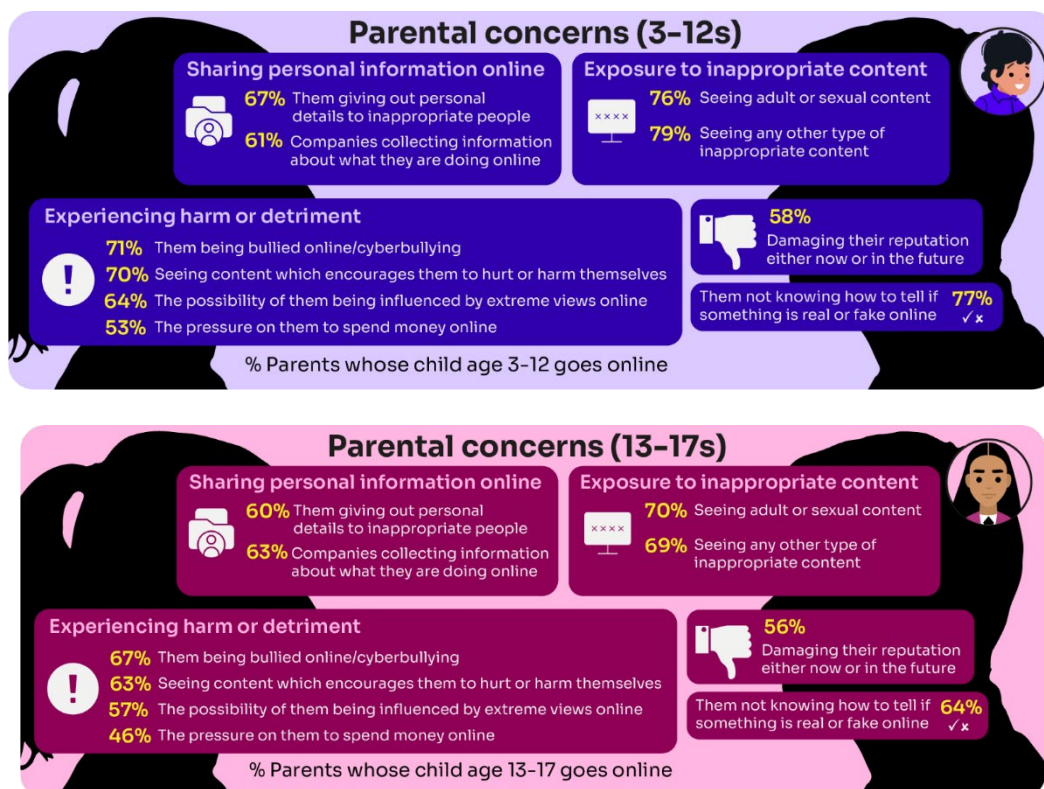 Parental concerns (3-12s)
Sharing personal information online
67% Them giving out personal
details to inappropriate people
61% Companies collecting information
about what they are doing online
Exposure to inappropriate content
xxxx
76% Seeing adult or sexual content
79% Seeing any other type of
inappropriate content
Experiencing harm or detriment
!
71% Them being bullied online/cyberbullying
70% Seeing content which encourages them to hurt or harm themselves
64% The possibility of them being influenced by extreme views online
53% The pressure on them to spend money online
58%
Damaging their reputation
either now or in the future
Them not knowing how to tell if 77%
something is real or fake online ✓x
% Parents whose child age 3-12 goes online
Parental concerns (13-17s)
Sharing personal information online
60% Them giving out personal
details to inappropriate people
63% Companies collecting information
about what they are doing online
Exposure to inappropriate content
xxxx
70% Seeing adult or sexual content
69% Seeing any other type of
inappropriate content
Experiencing harm or detriment
!
67% Them being bullied online/cyberbullying
63% Seeing content which encourages them to hurt or harm themselves
57% The possibility of them being influenced by extreme views online
46% The pressure on them to spend money online
56%
Damaging their reputation
either now or in the future
Them not knowing how to tell if 64%
something is real or fake online ✓x
% Parents whose child age 13-17 goes online